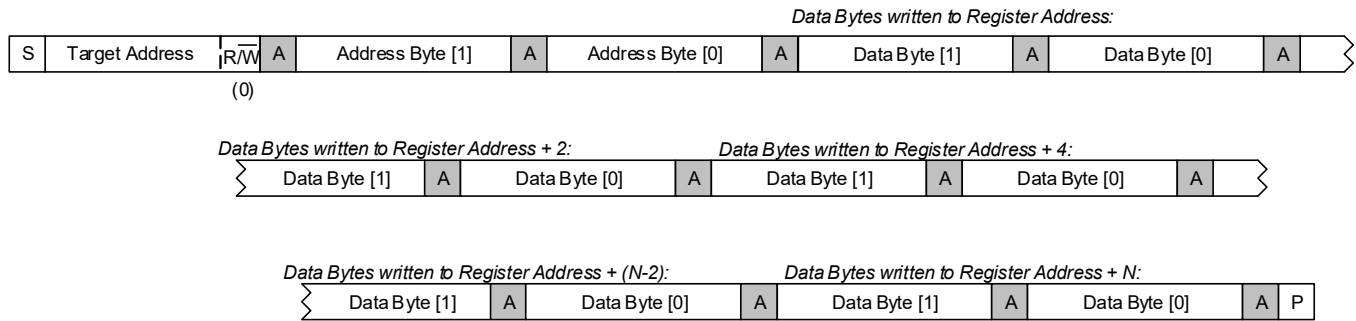 Data Bytes written to Register Address:
S Target Address R/W A Address Byte [1] A Address Byte [0] A Data Byte [1] A Data Byte [0] A
(0)
Data Bytes written to Register Address + 2: Data Bytes written to Register Address + 4:
Data Byte [1] A Data Byte [0] A Data Byte [1] A Data Byte [0] A
Data Bytes written to Register Address + (N-2): Data Bytes written to Register Address + N:
Data Byte [1] A Data Byte [0] A Data Byte [1] A Data Byte [0] A P